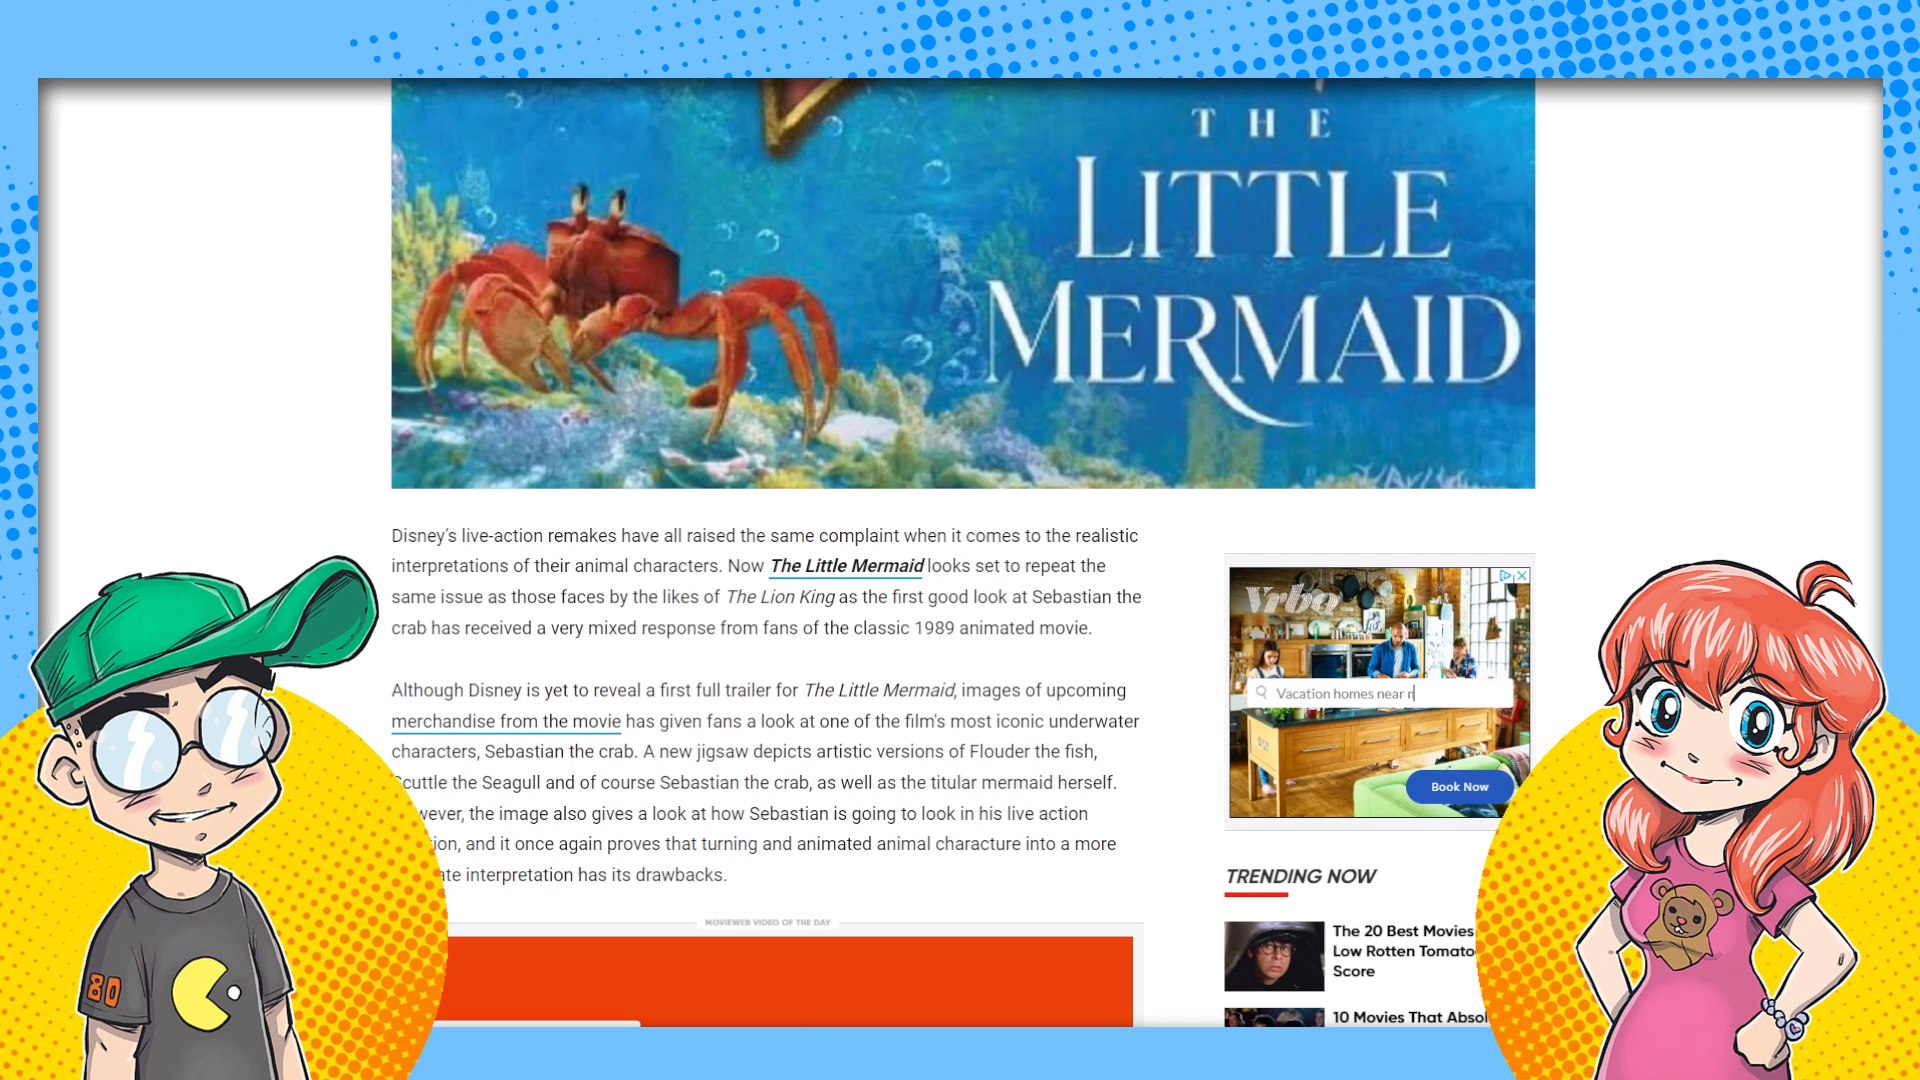 THE
LITTLE
MERMAID
Disney's live-action remakes have all raised the same complaint when it comes to the realistic
interpretations of their animal characters. Now The Little Mermaid looks set to repeat the
same issue as those faces by the likes of The Lion King as the first good look at Sebastian the
crab has received a very mixed response from fans of the classic 1989 animated movie.
Although Disney is yet to reveal a first full trailer for The Little Mermaid, images of upcoming
merchandise from the movie has given fans a look at one of the film's most iconic underwater
characters, Sebastian the crab. A new jigsaw depicts artistic versions of Flouder the fish,
Scuttle the Seagull and of course Sebastian the crab, as well as the titular mermaid herself.
the image also gives a look at how Sebastian is going to look in his live action
and it once again proves that turning and animated animal characture into a more
interpretation has its drawbacks.
MOVIEWEB VIDEO OF THE DAY
Vrbo
Vacation homes near n
Book Now
TRENDING NOW
The 20 Best Movies
Low Rotten Tomato
Score
10 Movies That Absol
80